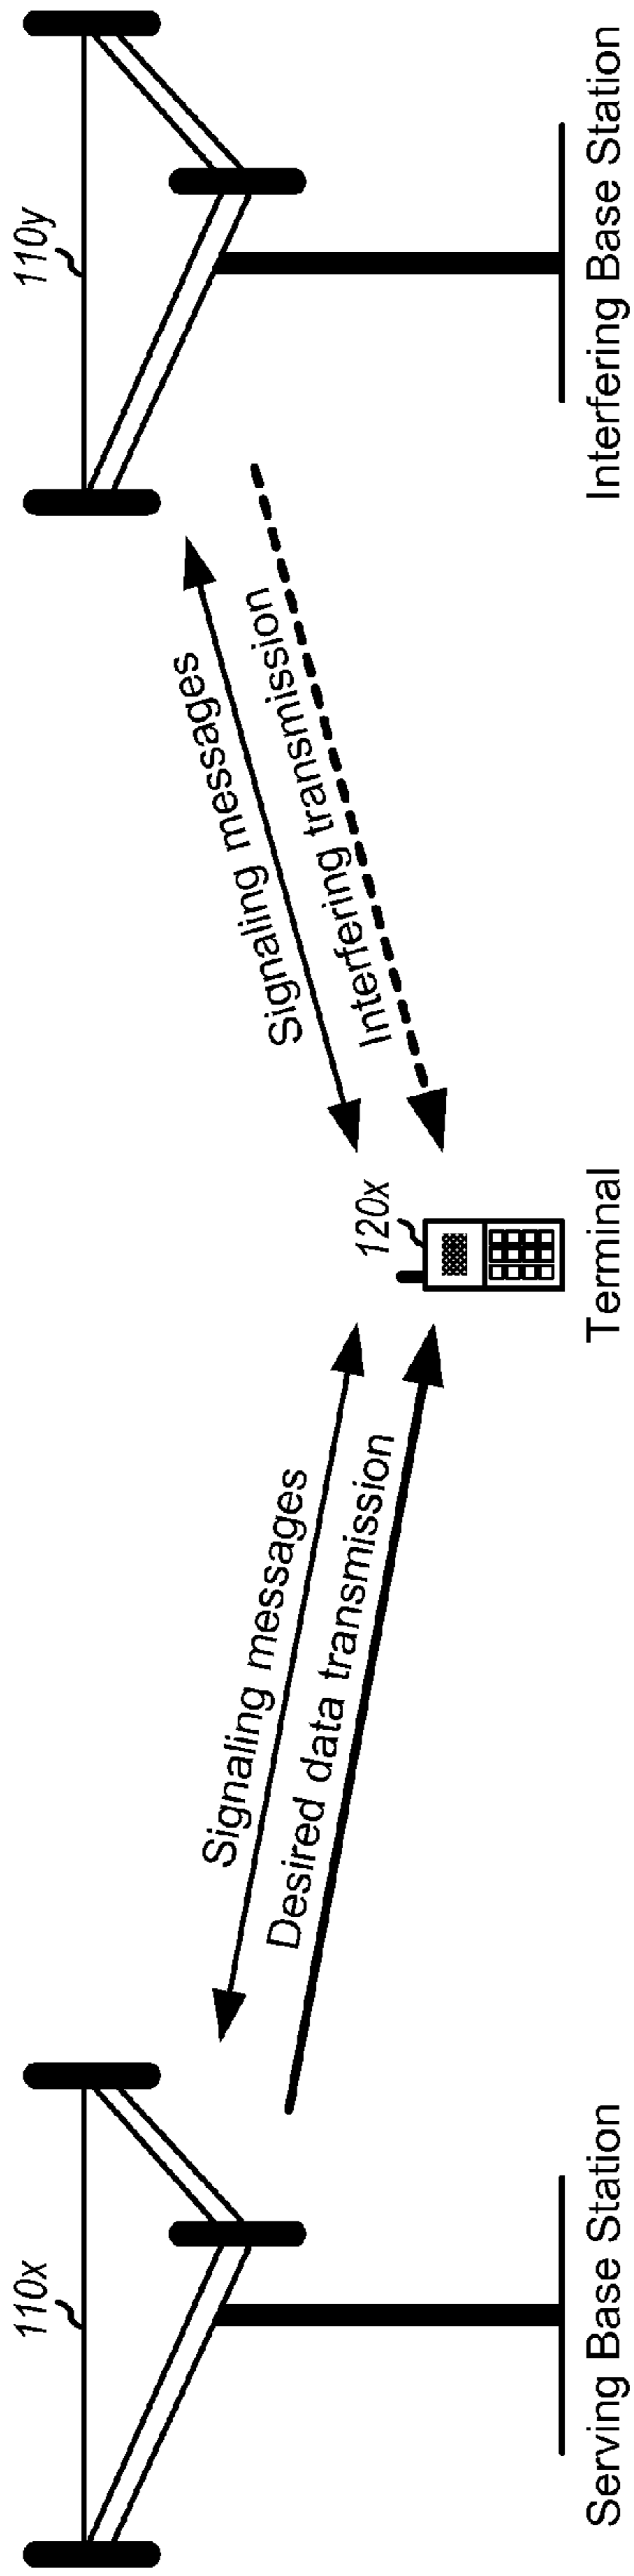 110x
Signaling messages
Desired data transmission
Serving Base Station
120x
Terminal
110y
Signaling messages
Interfering transmission
Interfering Base Station